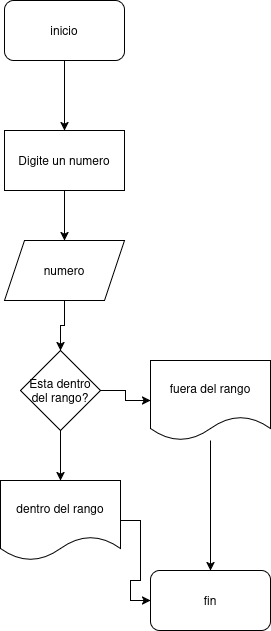 inicio
Digite un numero
numero
Esta dentro
del rango?
fuera del rango
dentro del rango
fin